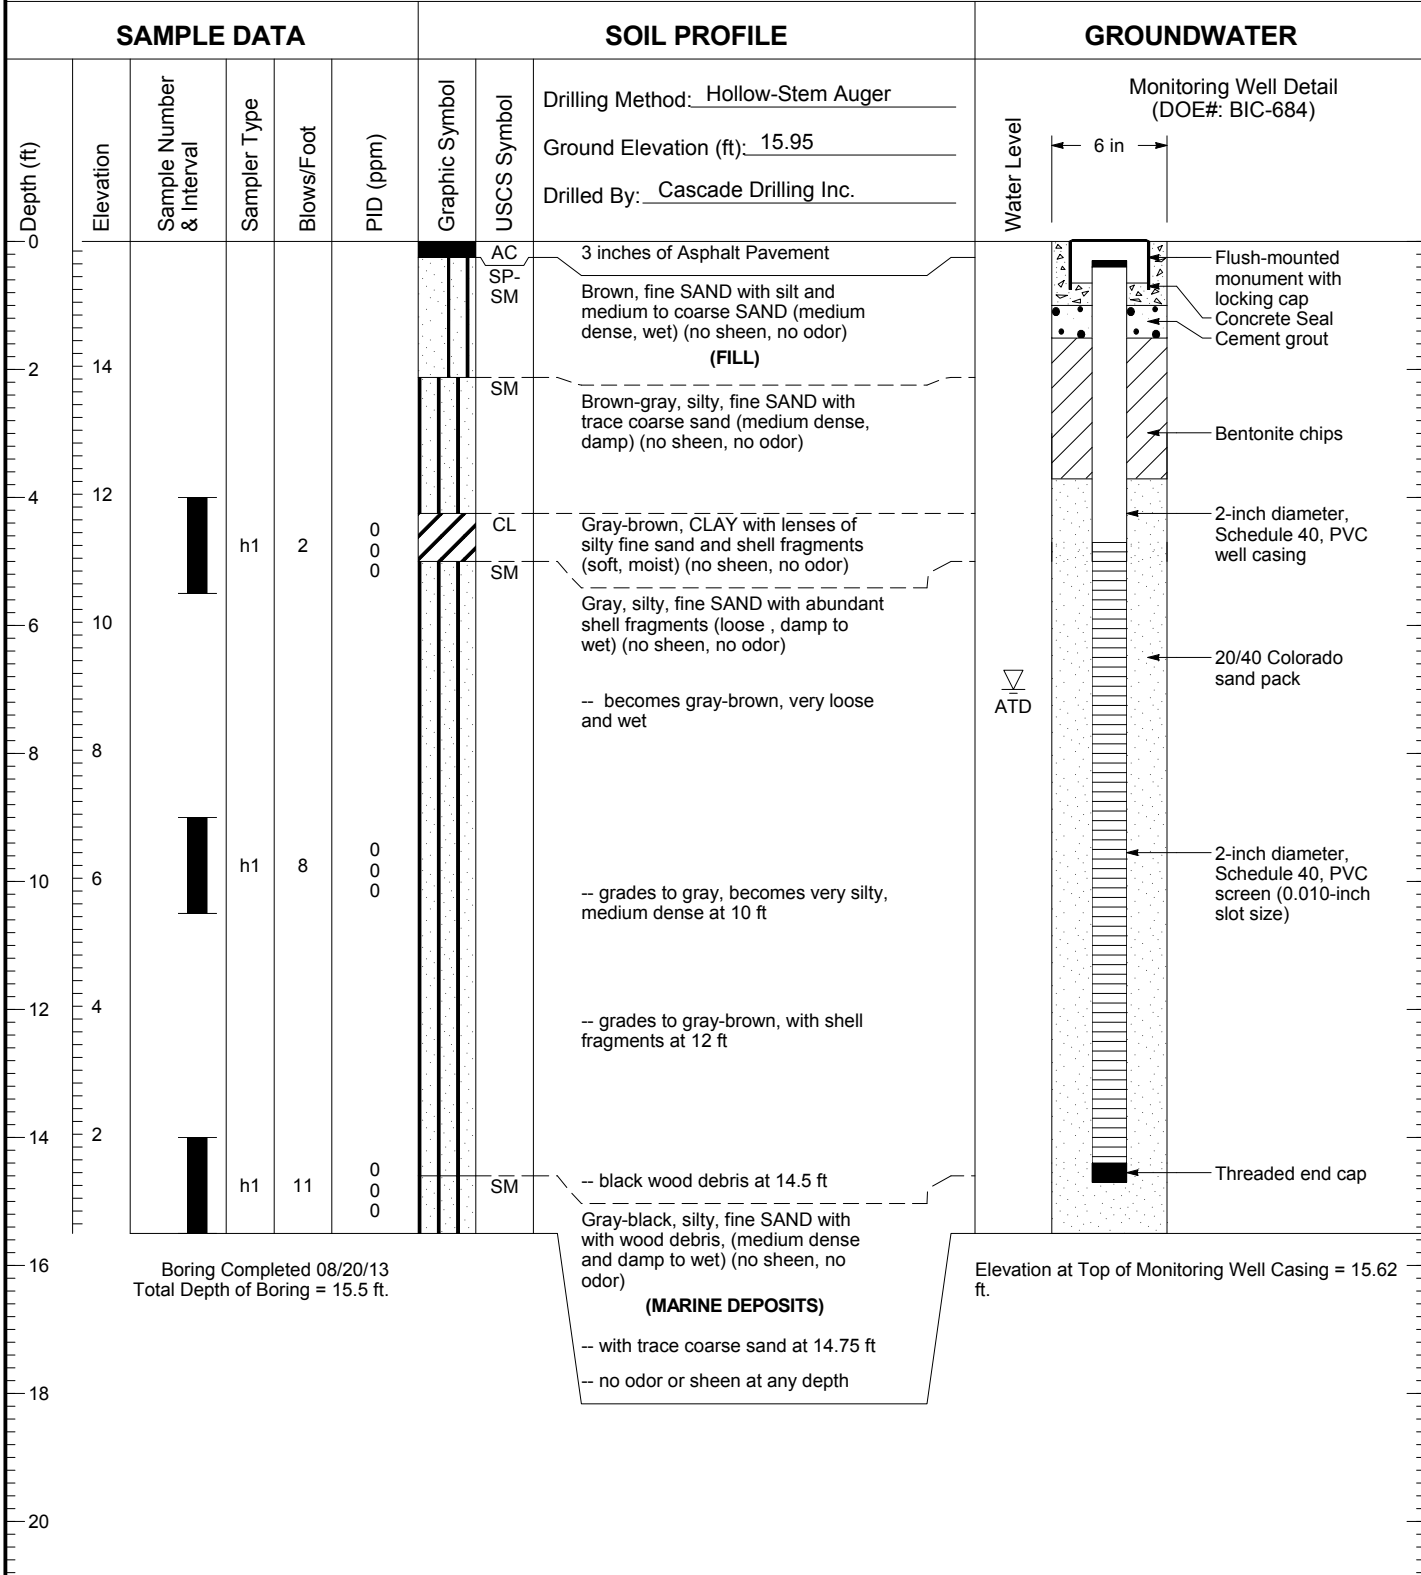 SAMPLE DATA
SOIL PROFILE
GROUNDWATER
Depth (ft)
Elevation
Sample Number
& Interval
Sampler Type
Blows/Foot
PID (ppm)
Graphic Symbol
USCS Symbol
Drilling Method: Hollow-Stem Auger
Ground Elevation (ft): 15.95
Drilled By: Cascade Drilling Inc.
Water Level
Monitoring Well Detail
(DOE#: BIC-684)
6 in
0
2
4
6
8
10
12
14
16
18
20
14
12
10
8
6
4
2
h1
2
0
0
0
h1
8
0
0
0
h1
11
0
0
0
AC
SP-
SM
SM
CL
SM
SM
3 inches of Asphalt Pavement
Brown, fine SAND with silt and
medium to coarse SAND (medium
dense, wet) (no sheen, no odor)
(FILL)
Brown-gray, silty, fine SAND with
trace coarse sand (medium dense,
damp) (no sheen, no odor)
Gray-brown, CLAY with lenses of
silty fine sand and shell fragments
(soft, moist) (no sheen, no odor)
Gray, silty, fine SAND with abundant
shell fragments (loose , damp to
wet) (no sheen, no odor)
-- becomes gray-brown, very loose
and wet
-- grades to gray, becomes very silty,
medium dense at 10 ft
-- grades to gray-brown, with shell
fragments at 12 ft
-- black wood debris at 14.5 ft
Gray-black, silty, fine SAND with
with wood debris, (medium dense
and damp to wet) (no sheen, no
odor)
(MARINE DEPOSITS)
-- with trace coarse sand at 14.75 ft
-- no odor or sheen at any depth
ATD
Flush-mounted
monument with
locking cap
Concrete Seal
Cement grout
Bentonite chips
2-inch diameter,
Schedule 40, PVC
well casing
20/40 Colorado
sand pack
2-inch diameter,
Schedule 40, PVC
screen (0.010-inch
slot size)
Threaded end cap
Boring Completed 08/20/13
Total Depth of Boring = 15.5 ft.
Elevation at Top of Monitoring Well Casing = 15.62
ft.